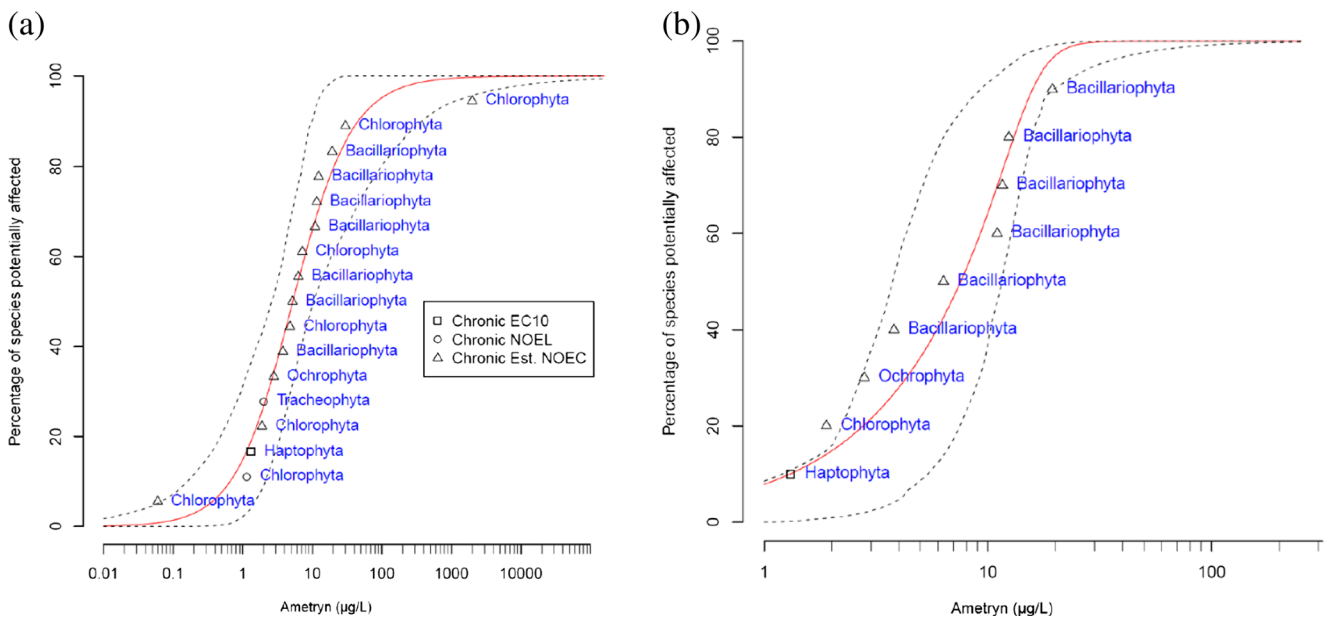 (a)
Percentage of species potentially affected
100
80
60
40
20
0
Chlorophyta
Chlorophyta
Bacillariophyta
Bacillariophyta
Bacillariophyta
Bacillariophyta
Chlorophyta
Bacillariophyta
Bacillariophyta
Chlorophyta
Bacillariophyta
Ochrophyta
Tracheophyta
Chlorophyta
Haptophyta
Chlorophyta
Chlorophyta
Chronic EC10
Chronic NOEL
Chronic Est. NOEC
0.01 0.1 1 10 100 1000 10000
Ametryn (µg/L)
(b)
Percentage of species potentially affected
100
80
60
40
20
0
Bacillariophyta
Bacillariophyta
Bacillariophyta
Bacillariophyta
Bacillariophyta
Bacillariophyta
Ochrophyta
Chlorophyta
Haptophyta
1 10 100
Ametryn (µg/L)